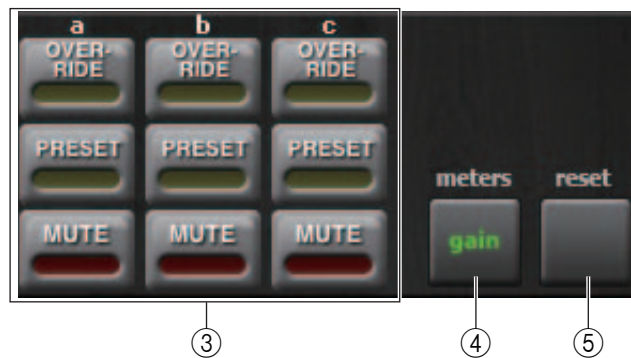 a b c
OVER-
RIDE OVER-
RIDE OVER-
RIDE
PRESET PRESET PRESET
MUTE MUTE MUTE
meters reset
gain
③ ④ ⑤